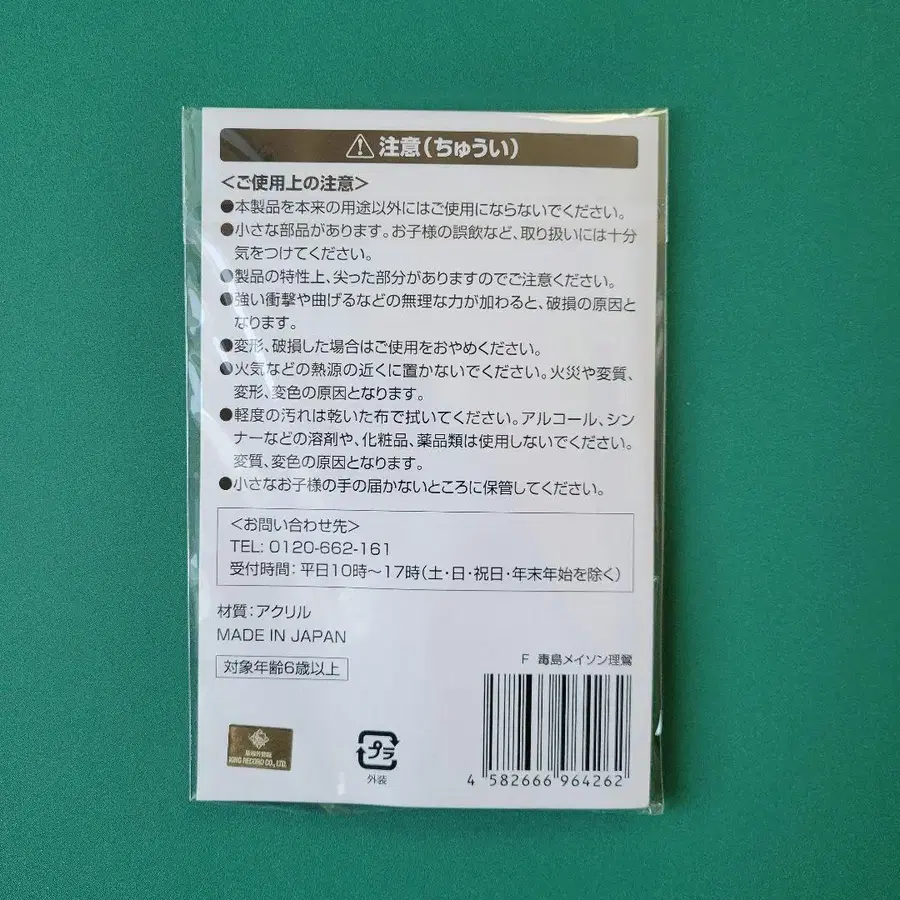 ⚠注意(ちゅうい)
<ご使用上の注意>
●本製品を本来の用途以外にはご使用にならないでください。
●小さな部品があります。お子様の誤飲など、取り扱いには十分
気をつけてください。
●製品の特性上、尖った部分がありますのでご注意ください。
●強い衝撃や曲げるなどの無理な力が加わると、破損の原因と
なります。
●変形、破損した場合はご使用をおやめください。
●火気などの熱源の近くに置かないでください。火災や変質、
変形、変色の原因となります。
●軽度の汚れは乾いた布で拭いてください。アルコール、シン
ナーなどの溶剤や、化粧品、薬品類は使用しないでください。
変質、変色の原因となります。
●小さなお子様の手の届かないところに保管してください。
<お問い合わせ先>
TEL: 0120-662-161
受付時間:平日10時〜17時(土・日・祝日・年末年始を除く)
材質:アクリル
MADE IN JAPAN
対象年齢6歳以上
F 毒島メイソン理鶯
KING RECORD CO., LTD.
プラ
外装
4 582666 964262